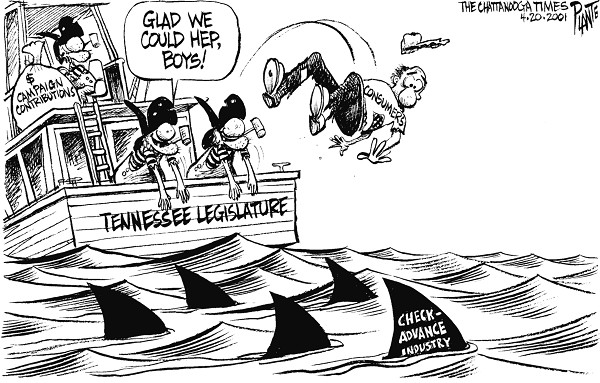 THE CHATTANOOGA TIMES
4.20.2001
PLANTE
GLAD WE
COULD HEP,
BOYS!
$
CAMPAIGN
CONTRIBUTIONS
CONSUMERS
TENNESSEE LEGISLATURE
CHECK-
ADVANCE
INDUSTRY